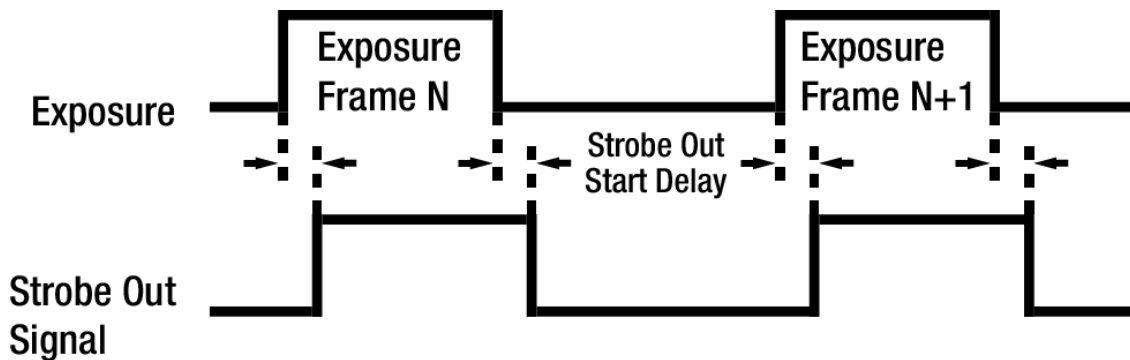 Exposure
Frame N
Exposure
Frame N+1
Exposure
Strobe Out
Start Delay
Strobe Out
Signal